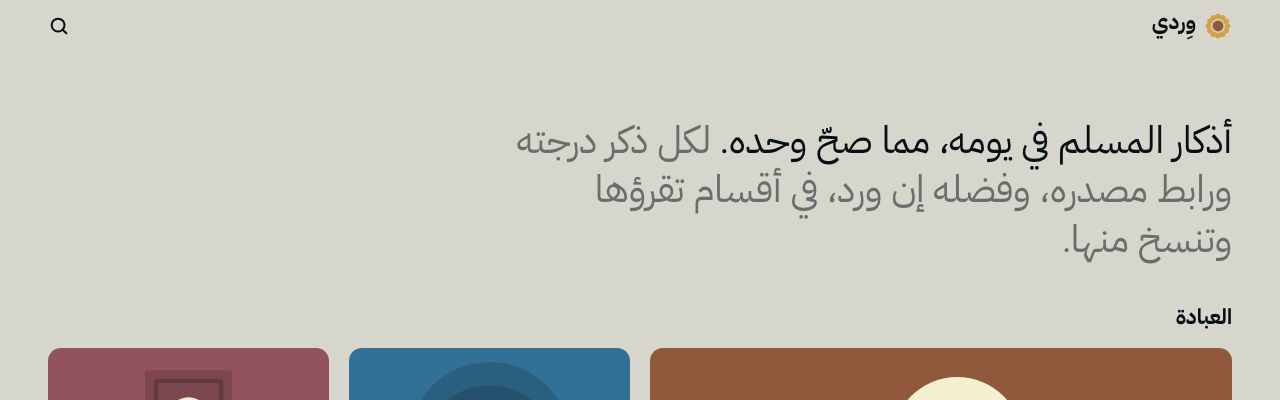 وِردي
أذكار المسلم في يومه، مما صحّ وحده. لكل ذكر درجته
ورابط مصدره، وفضله إن ورد، في أقسام تقرؤها
وتنسخ منها.
العبادة